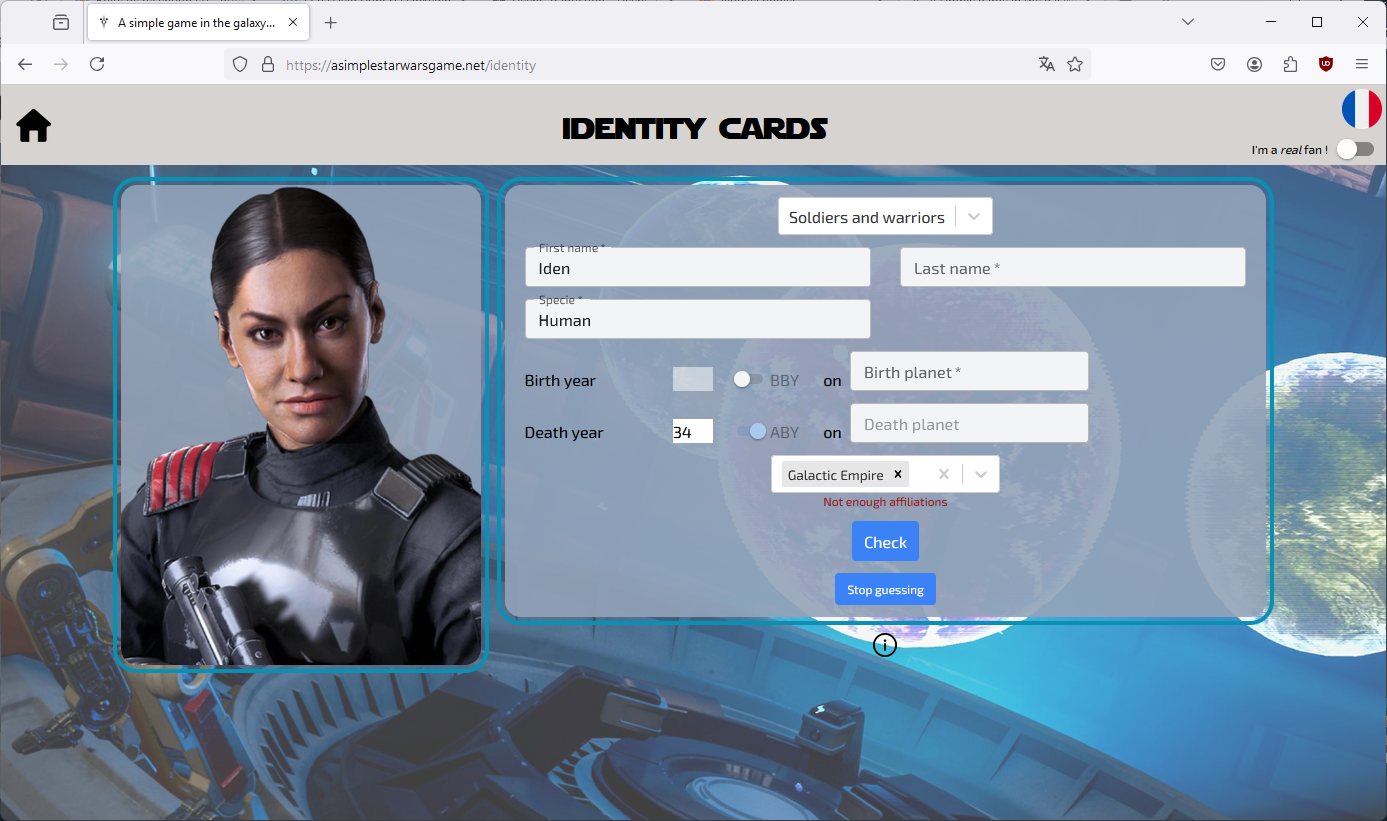 A simple game in the galaxy...
https://asimplestarwarsgame.net/identity
IDENTITY CARDS
I'm a real fan !
Soldiers and warriors
First name *
Iden
Last name *
Specie *
Human
Birth year
BBY
on
Birth planet *
Death year
34
ABY
on
Death planet
Galactic Empire
Not enough affiliations
Check
Stop guessing